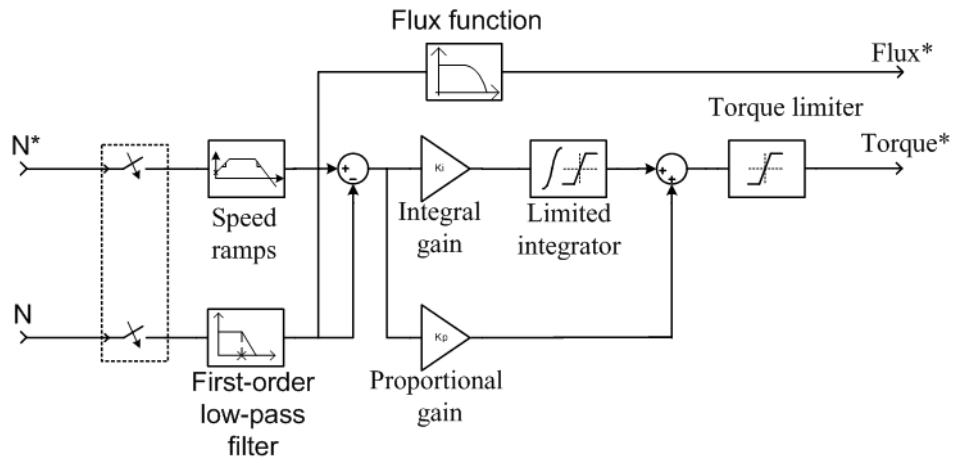 Flux function
Flux*
Torque limiter
N*
Torque*
Ki
Speed
ramps
Integral
gain
Limited
integrator
N
Kp
First-order
low-pass
filter
Proportional
gain